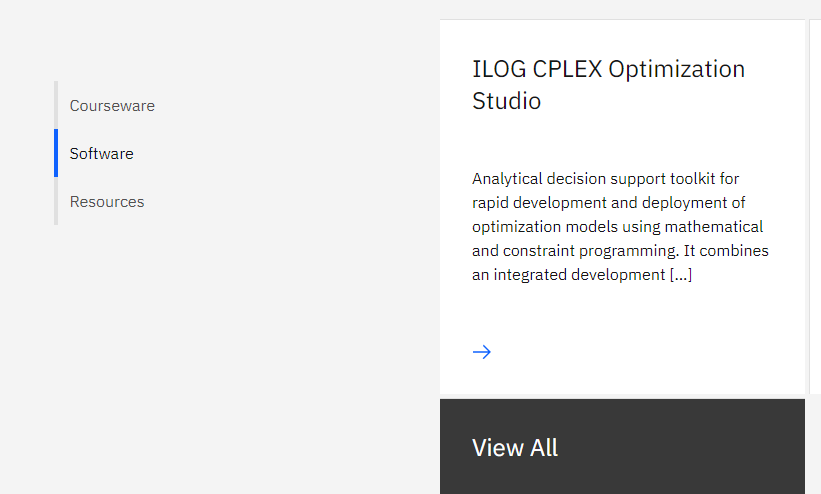 Courseware
Software
Resources
ILOG CPLEX Optimization
Studio
Analytical decision support toolkit for
rapid development and deployment of
optimization models using mathematical
and constraint programming. It combines
an integrated development [...]
View All